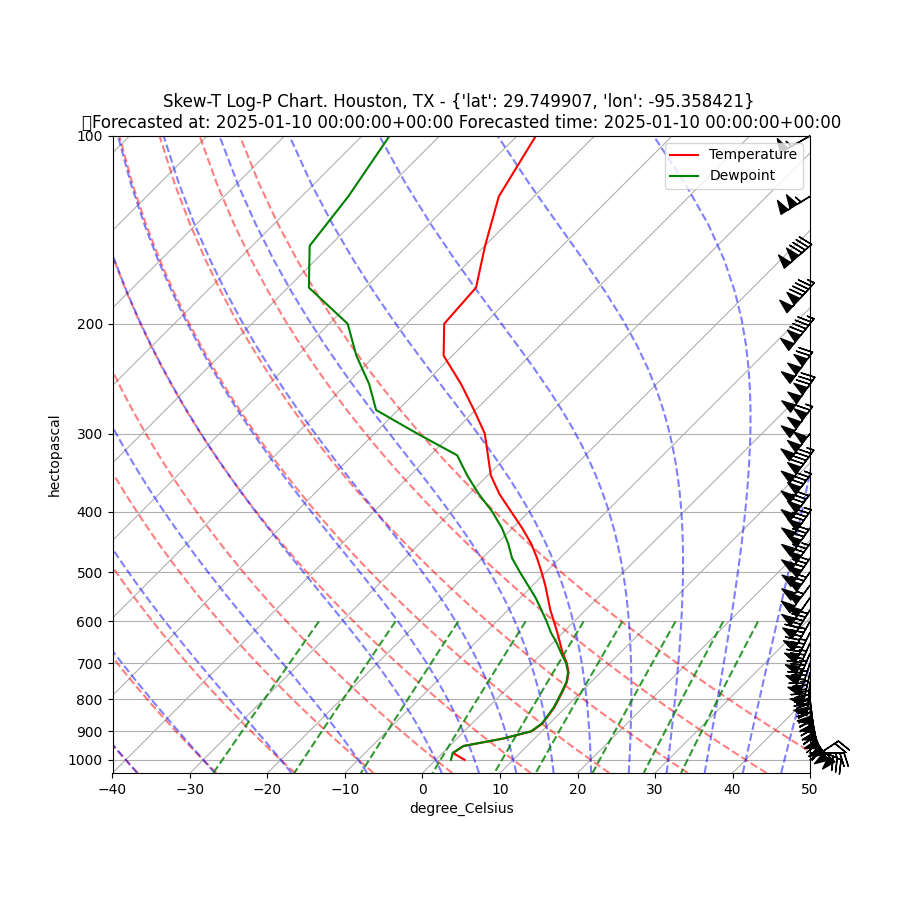 Skew-T Log-P Chart. Houston, TX - {'lat': 29.749907, 'lon': -95.358421}
Forecasted at: 2025-01-10 00:00:00+00:00 Forecasted time: 2025-01-10 00:00:00+00:00
Temperature
Dewpoint
100
200
300
400
500
600
700
800
900
1000
hectopascal
−40 −30 −20 −10 0 10 20 30 40 50
degree_Celsius